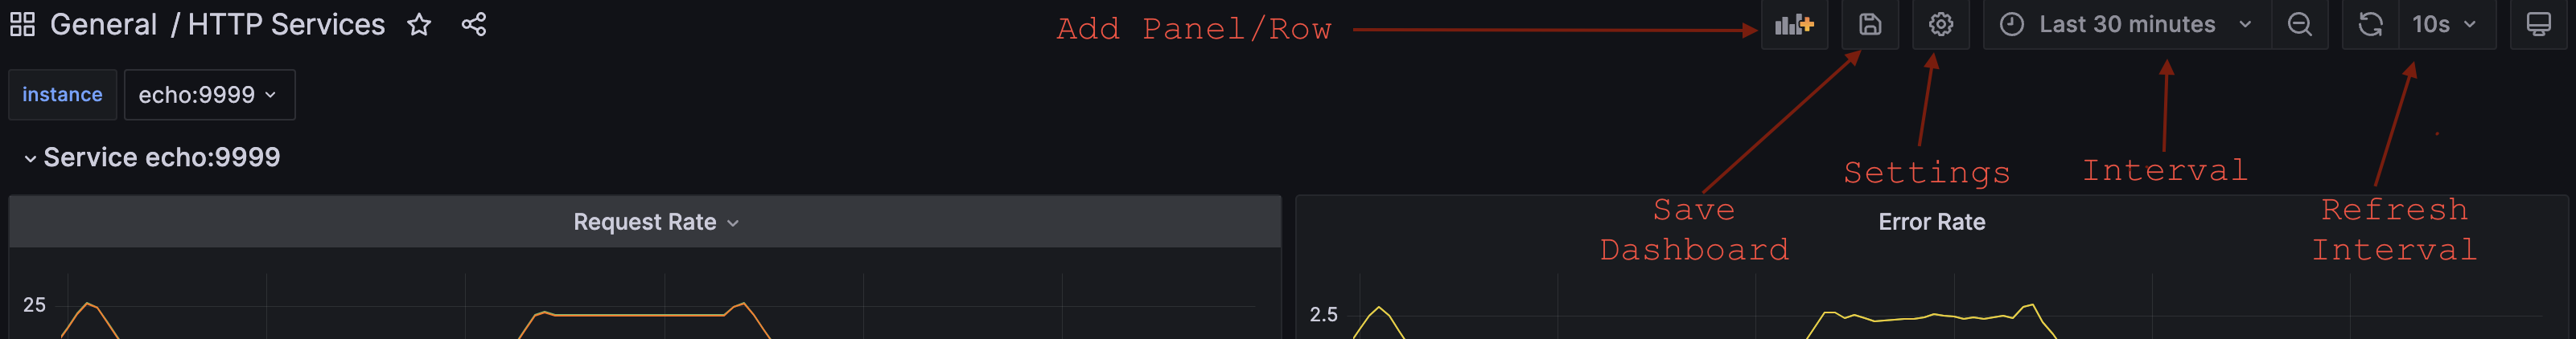 General / HTTP Services
Add Panel/Row
Last 30 minutes
10s
instance
echo:9999
Service echo:9999
Settings
Interval
Request Rate
Save
Dashboard
Error Rate
Refresh
Interval
25
2.5